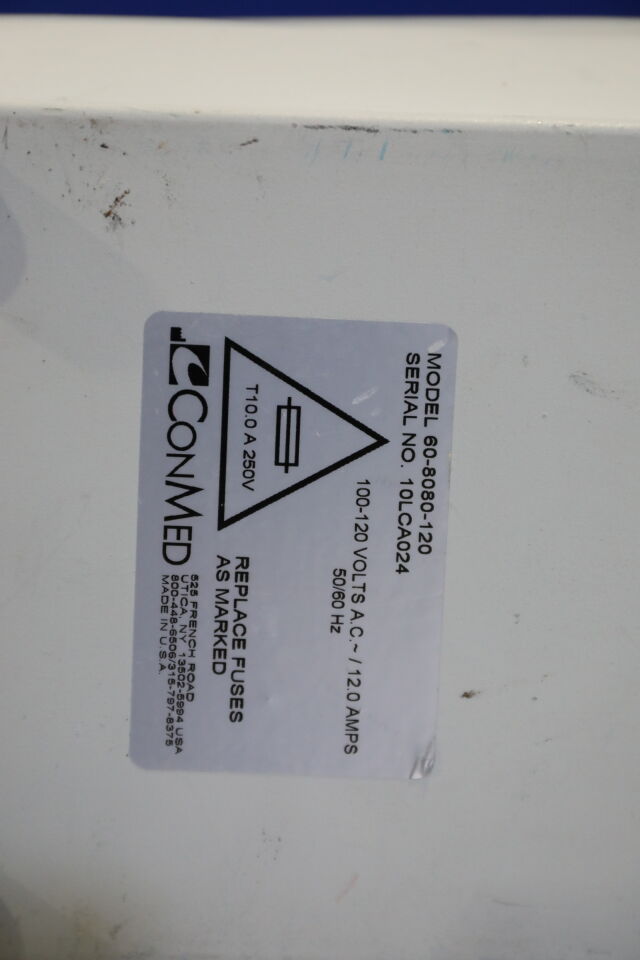 MODEL 60-8080-120
SERIAL NO. 10LCA024
100-120 VOLTS A.C.~ / 12.0 AMPS
50/60 Hz
T10.0 A 250V
REPLACE FUSES
AS MARKED
CONMED
525 FRENCH ROAD
UTICA, NY 13502-5994 USA
800-448-6506/315-797-8375
MADE IN U.S.A.